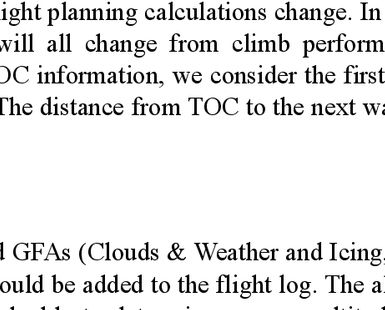 ight planning calculations change. In
will all change from climb perform
OC information, we consider the first
The distance from TOC to the next wa
d GFAs (Clouds & Weather and Icing,
ould be added to the flight log. The al